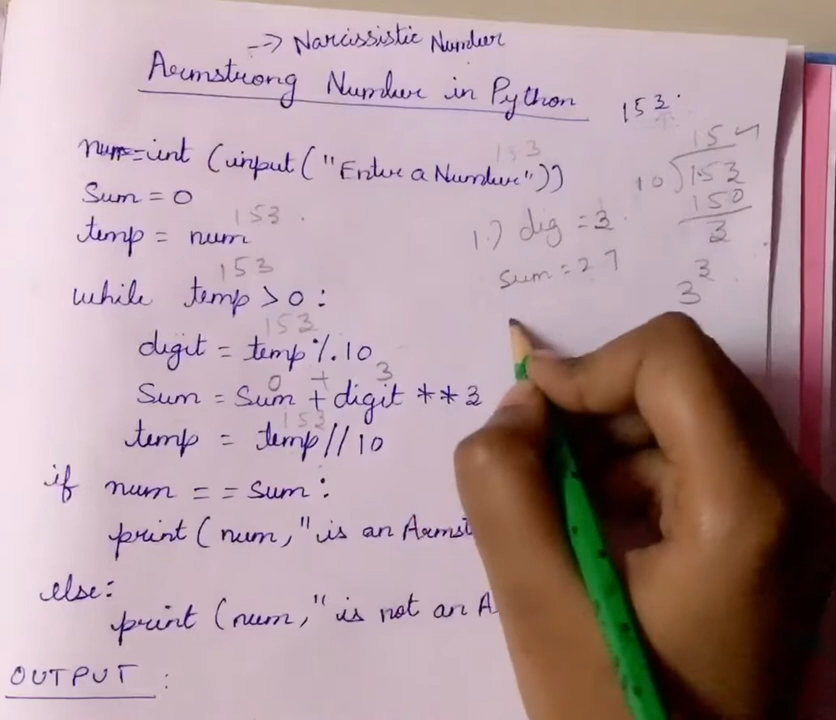 --> Narcissistic Number
Armstrong Number in Python
153.
num=int (input("Enter a Number"))
153
Sum = 0
temp = num
153.
while temp > 0 :
153
digit = temp % 10
153
Sum = Sum + digit ** 3
0 + 3
temp = temp // 10
153
if num == Sum :
print ( num, " is an Armst
else:
print (num, " is not an A
OUTPUT :
10 ) 153
150
3
3 3
1.) dig = 3
Sum = 27